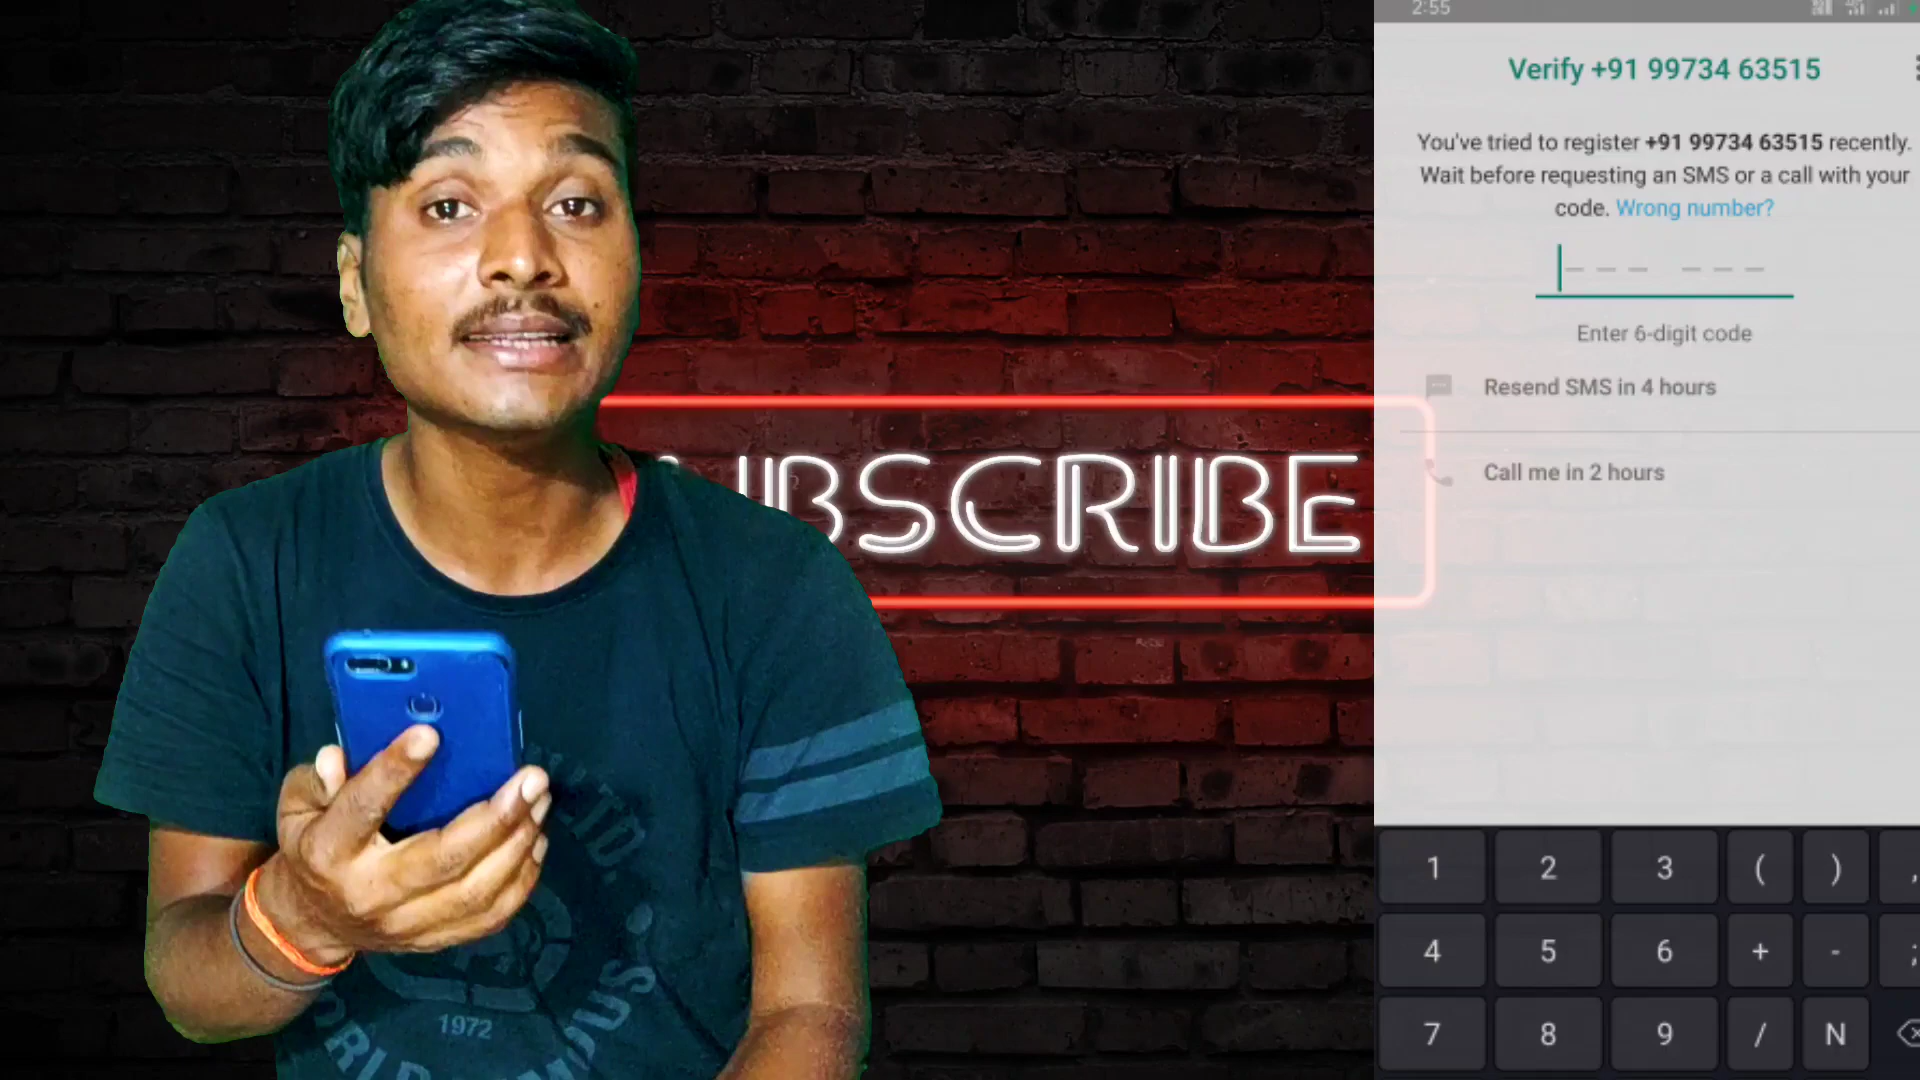 2:55
Verify +91 99734 63515
You've tried to register +91 99734 63515 recently.
Wait before requesting an SMS or a call with your
code. Wrong number?
Enter 6-digit code
Resend SMS in 4 hours
Call me in 2 hours
UBSCRIBE
1 2 3 ( ) ,
4 5 6 + - ;
7 8 9 / N
1972